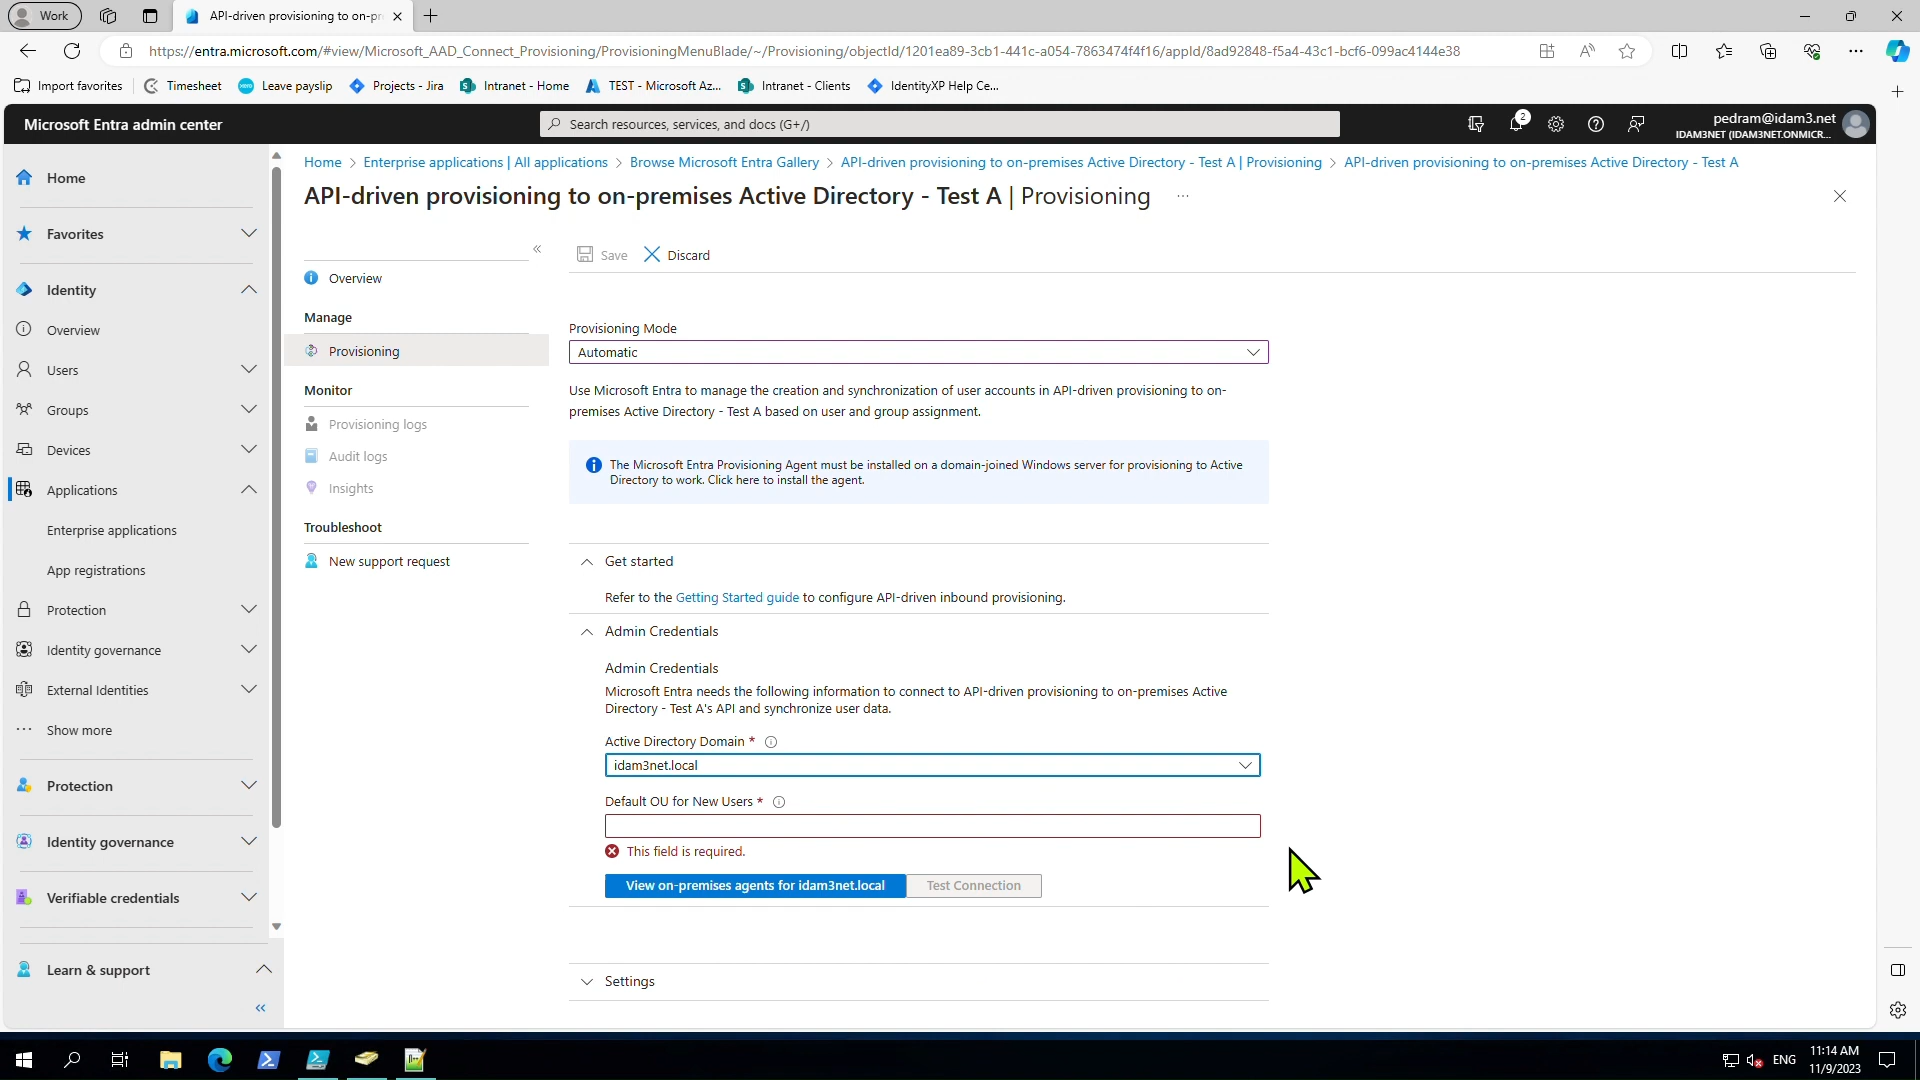 Work
API-driven provisioning to on-pr
https://entra.microsoft.com/#view/Microsoft_AAD_Connect_Provisioning/ProvisioningMenuBlade/~/Provisioning/objectId/1201ea89-3cb1-441c-a054-7863474f4f16/appId/8ad92848-f5a4-43c1-bcf6-099ac4144e38
Import favorites
Timesheet
Leave payslip
Projects - Jira
Intranet - Home
TEST - Microsoft Az...
Intranet - Clients
IdentityXP Help Ce...
Microsoft Entra admin center
Search resources, services, and docs (G+/)
2
pedram@idam3.net
IDAM3NET (IDAM3NET.ONMICR...
Home
Favorites
Identity
Overview
Users
Groups
Devices
Applications
Enterprise applications
App registrations
Protection
Identity governance
External Identities
Show more
Protection
Identity governance
Verifiable credentials
Learn & support
Home > Enterprise applications | All applications > Browse Microsoft Entra Gallery > API-driven provisioning to on-premises Active Directory - Test A | Provisioning > API-driven provisioning to on-premises Active Directory - Test A
API-driven provisioning to on-premises Active Directory - Test A | Provisioning ...
Overview
Manage
Provisioning
Monitor
Provisioning logs
Audit logs
Insights
Troubleshoot
New support request
Save
Discard
Provisioning Mode
Automatic
Use Microsoft Entra to manage the creation and synchronization of user accounts in API-driven provisioning to on-
premises Active Directory - Test A based on user and group assignment.
The Microsoft Entra Provisioning Agent must be installed on a domain-joined Windows server for provisioning to Active
Directory to work. Click here to install the agent.
Get started
Refer to the Getting Started guide to configure API-driven inbound provisioning.
Admin Credentials
Admin Credentials
Microsoft Entra needs the following information to connect to API-driven provisioning to on-premises Active
Directory - Test A's API and synchronize user data.
Active Directory Domain *
idam3net.local
Default OU for New Users *
This field is required.
View on-premises agents for idam3net.local
Test Connection
Settings
ENG
11:14 AM
11/9/2023